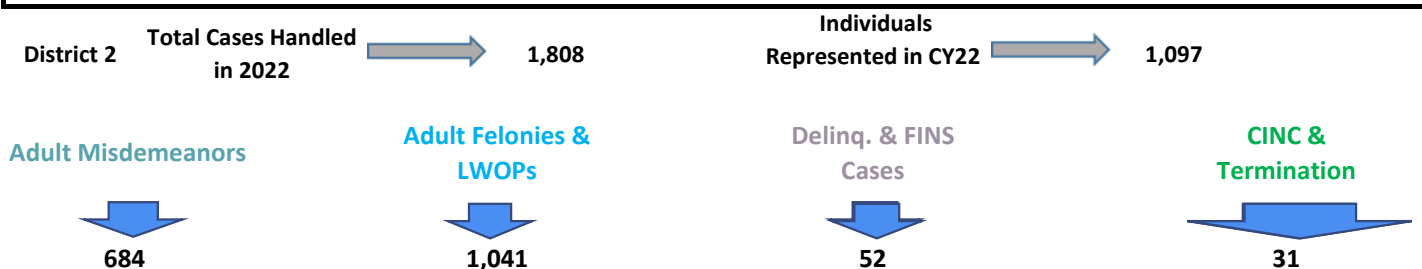 District 2
Total Cases Handled
in 2022
1,808
Individuals
Represented in CY22
1,097
Adult Misdemeanors
Adult Felonies &
LWOPs
Delinq. & FINS
Cases
CINC &
Termination
684
1,041
52
31